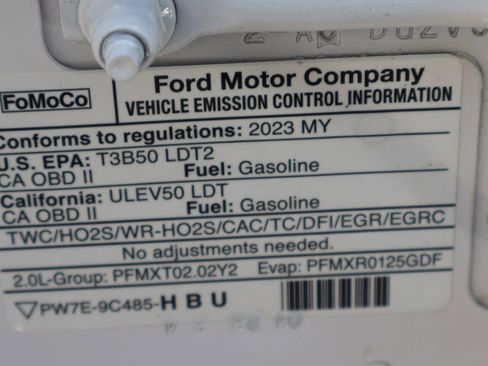 FoMoCo
Ford Motor Company
VEHICLE EMISSION CONTROL INFORMATION
Conforms to regulations: 2023 MY
U.S. EPA: T3B50 LDT2
CA OBD II Fuel: Gasoline
California: ULEV50 LDT
CA OBD II Fuel: Gasoline
TWC/HO2S/WR-HO2S/CAC/TC/DFI/EGR/EGRC
No adjustments needed.
2.0L-Group: PFMXT02.02Y2 Evap: PFMXR0125GDF
PW7E-9C485-HBU